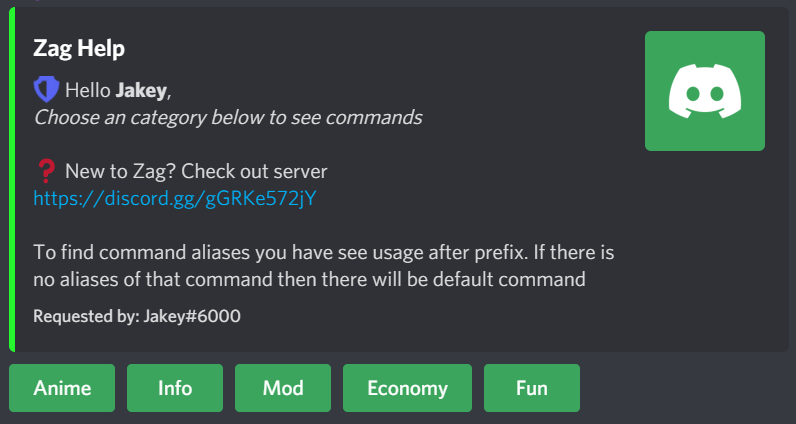 Zag Help
Hello Jakey,
Choose an category below to see commands
❓ New to Zag? Check out server
https://discord.gg/gGRKe572jY
To find command aliases you have see usage after prefix. If there is
no aliases of that command then there will be default command
Requested by: Jakey#6000
Anime Info Mod Economy Fun